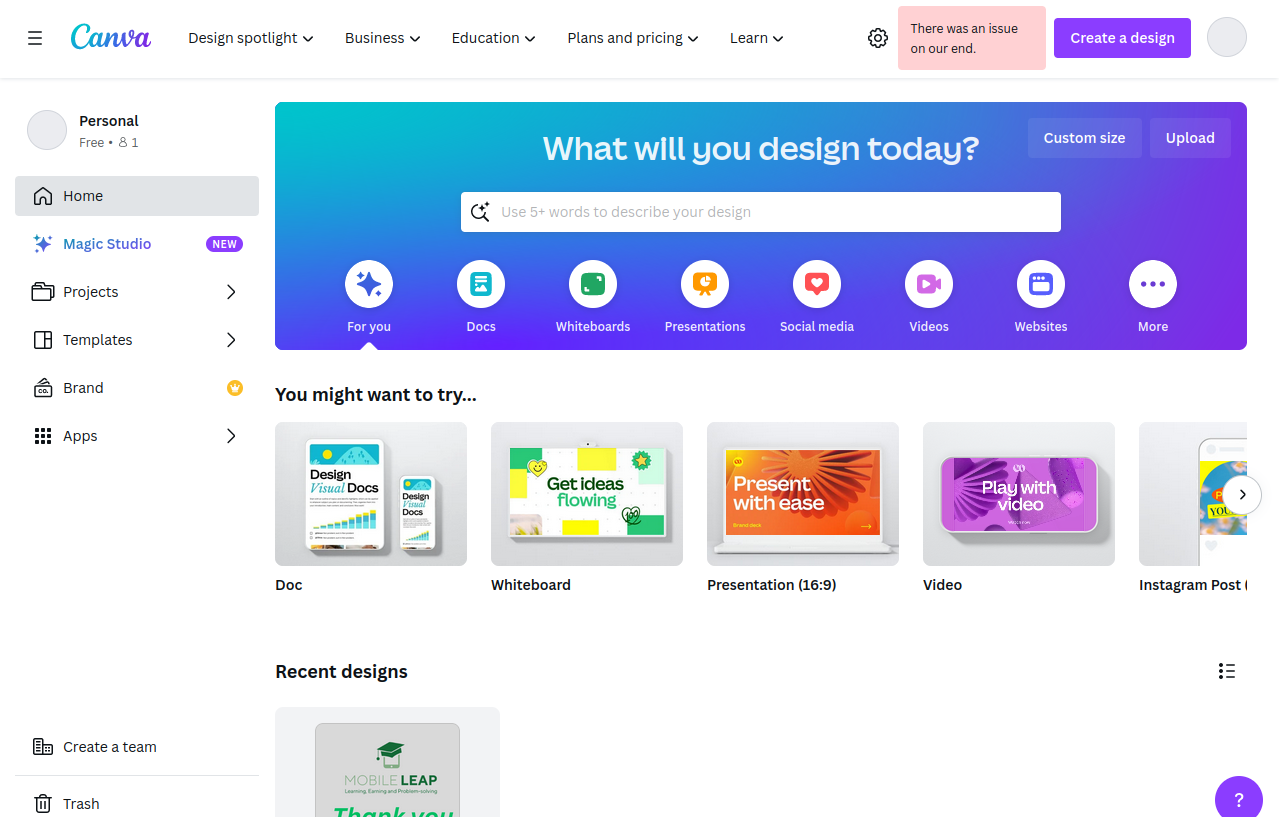 Canva
Design spotlight
Business
Education
Plans and pricing
Learn
There was an issue
on our end.
Create a design
Personal
Free • 1
Home
Magic Studio
NEW
Projects
Templates
Brand
CO.
Apps
Create a team
Trash
What will you design today?
Custom size
Upload
Use 5+ words to describe your design
For you
Docs
Whiteboards
Presentations
Social media
Videos
Websites
More
You might want to try...
Design
Visual Docs
Design
Visual
Docs
Doc
Get ideas
flowing
100
Whiteboard
Present
with ease
Brand deck
Presentation (16:9)
Play with
video
Video
YOU
Instagram Post (
Recent designs
MOBILE LEAP
Learning, Earning and Problem-solving
Thank you
?